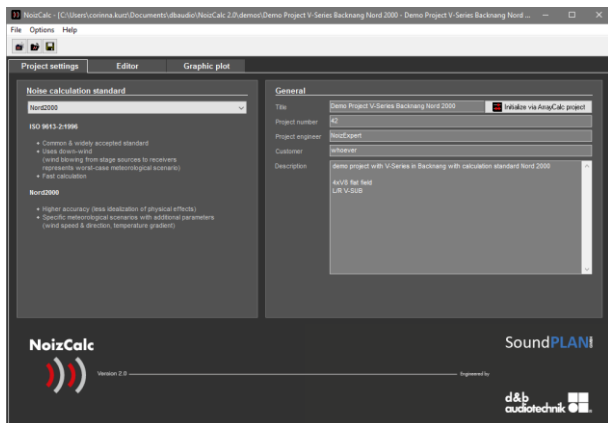 NoizCalc - [C:\Users\corinna.kurz\Documents\dbaudio\NoizCalc 2.0\demos\Demo Project V-Series Backnang Nord 2000 - Demo Project V-Series Backnang Nord ...
File Options Help
Project settings Editor Graphic plot
Noise calculation standard
Nord2000
ISO 9613-2:1996
• Common & widely accepted standard
• Uses down-wind
(wind blowing from stage sources to receivers
represents worst-case meteorological scenario)
• Fast calculation
Nord2000
• Higher accuracy (less idealization of physical effects)
• Specific meteorological scenarios with additional parameters
(wind speed & direction, temperature gradient)
General
Title Demo Project V-Series Backnang Nord 2000 Initialize via ArrayCalc project
Project number 42
Project engineer NoizExpert
Customer whoever
Description demo project with V-Series in Backnang with calculation standard Nord 2000
4xV8 flat field
L/R V-SUB
NoizCalc
Version 2.0
Engineered by
SoundPLAN
d&b
audiotechnik